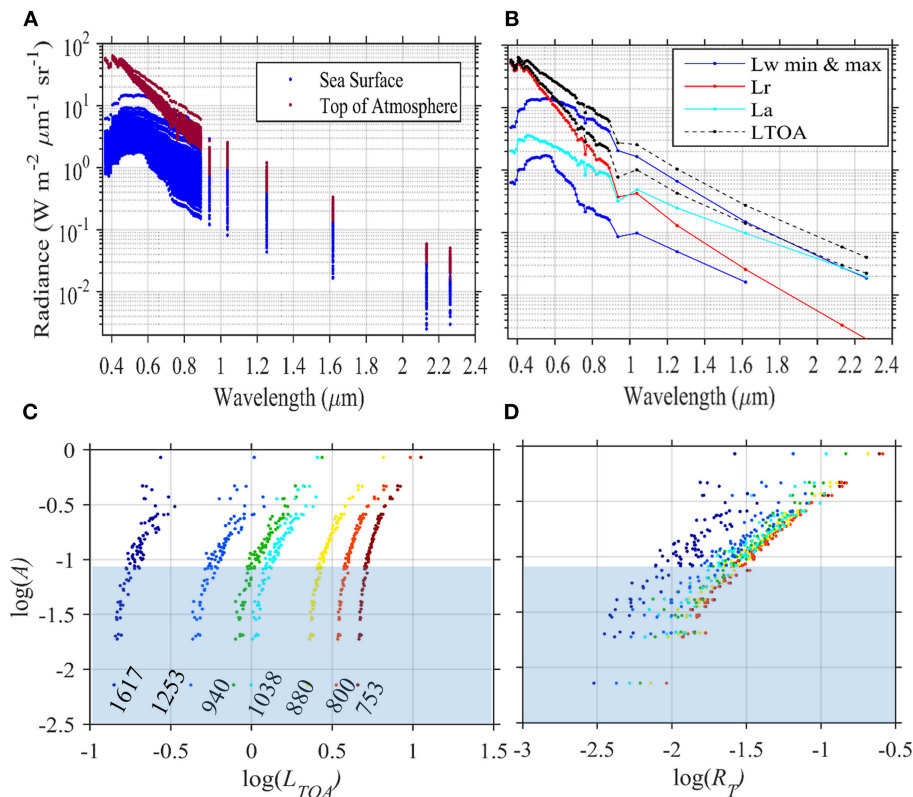 A
B
10^2
10^1
10^0
10^-1
10^-2
Radiance (W m^-2 μm^-1 sr^-1)
Sea Surface
Top of Atmosphere
Lw min & max
Lr
La
LTOA
0.4 0.6 0.8 1 1.2 1.4 1.6 1.8 2 2.2 2.4
Wavelength (μm)
0.4 0.6 0.8 1 1.2 1.4 1.6 1.8 2 2.2 2.4
Wavelength (μm)
C
D
-0
-0.5
-1
-1.5
-2
-2.5
log(A)
1617 1253 940 1038 880 800 753
-1 -0.5 0 0.5 1 1.5
log(L_TOA)
-3 -2.5 -2 -1.5 -1 -0.5
log(R_T)